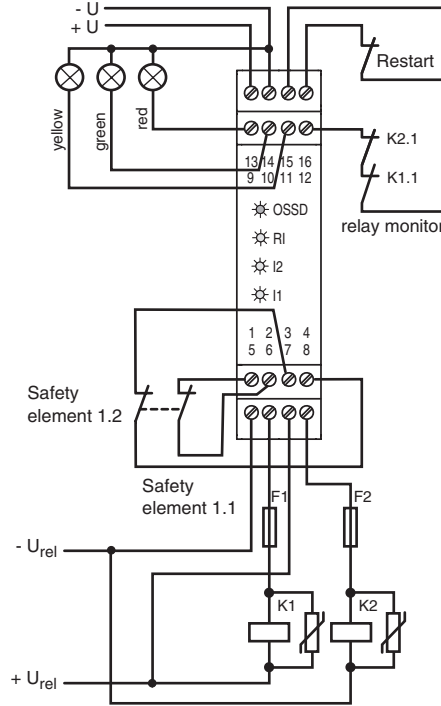 - U
+ U
Restart
yellow
green
red
K2.1
K1.1
13 14 15 16
9 10 11 12
relay monitor
OSSD
RI
I2
I1
1 2 3 4
5 6 7 8
Safety
element 1.2
Safety
element 1.1
F1
F2
- Urel
K1
K2
+ Urel